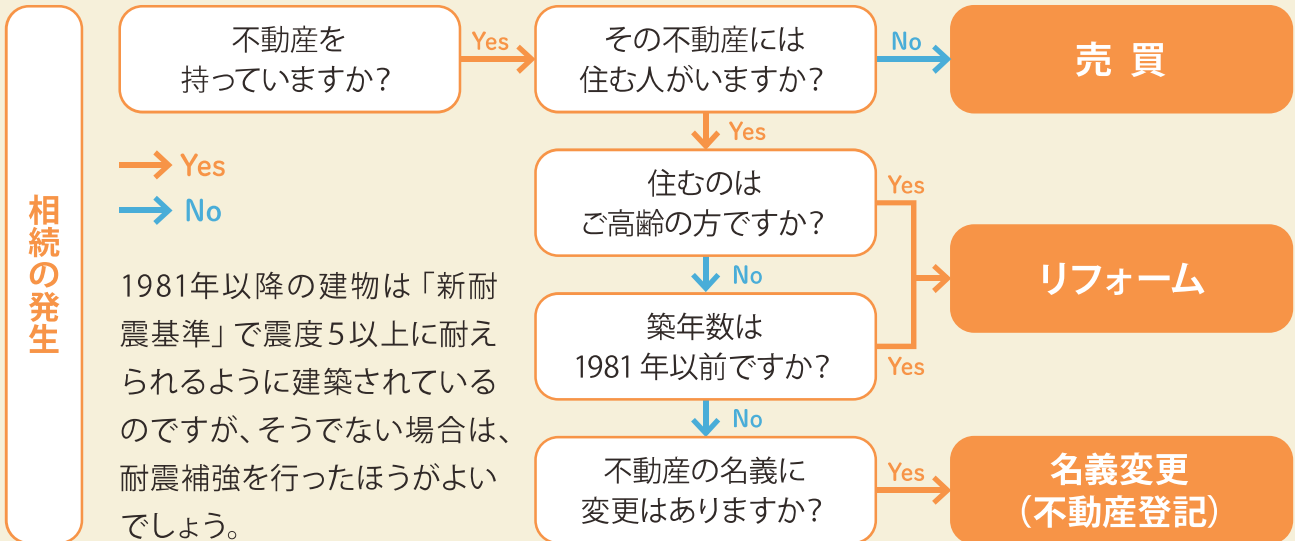 相続の発生
不動産を
持っていますか？
Yes
その不動産には
住む人がいますか？
No
売買
Yes
Yes
No
住むのは
ご高齢の方ですか？
Yes
リフォーム
No
築年数は
1981年以前ですか？
Yes
No
不動産の名義に
変更はありますか？
Yes
名義変更
（不動産登記）
1981年以降の建物は「新耐
震基準」で震度5以上に耐え
られるように建築されている
のですが、そうでない場合は、
耐震補強を行ったほうがよい
でしょう。